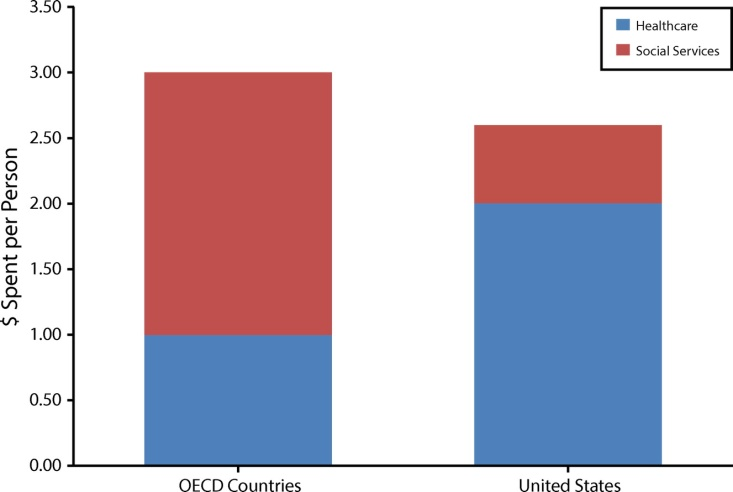 3.50
3.00
2.50
2.00
1.50
1.00
0.50
0.00
$ Spent per Person
Healthcare
Social Services
OECD Countries
United States